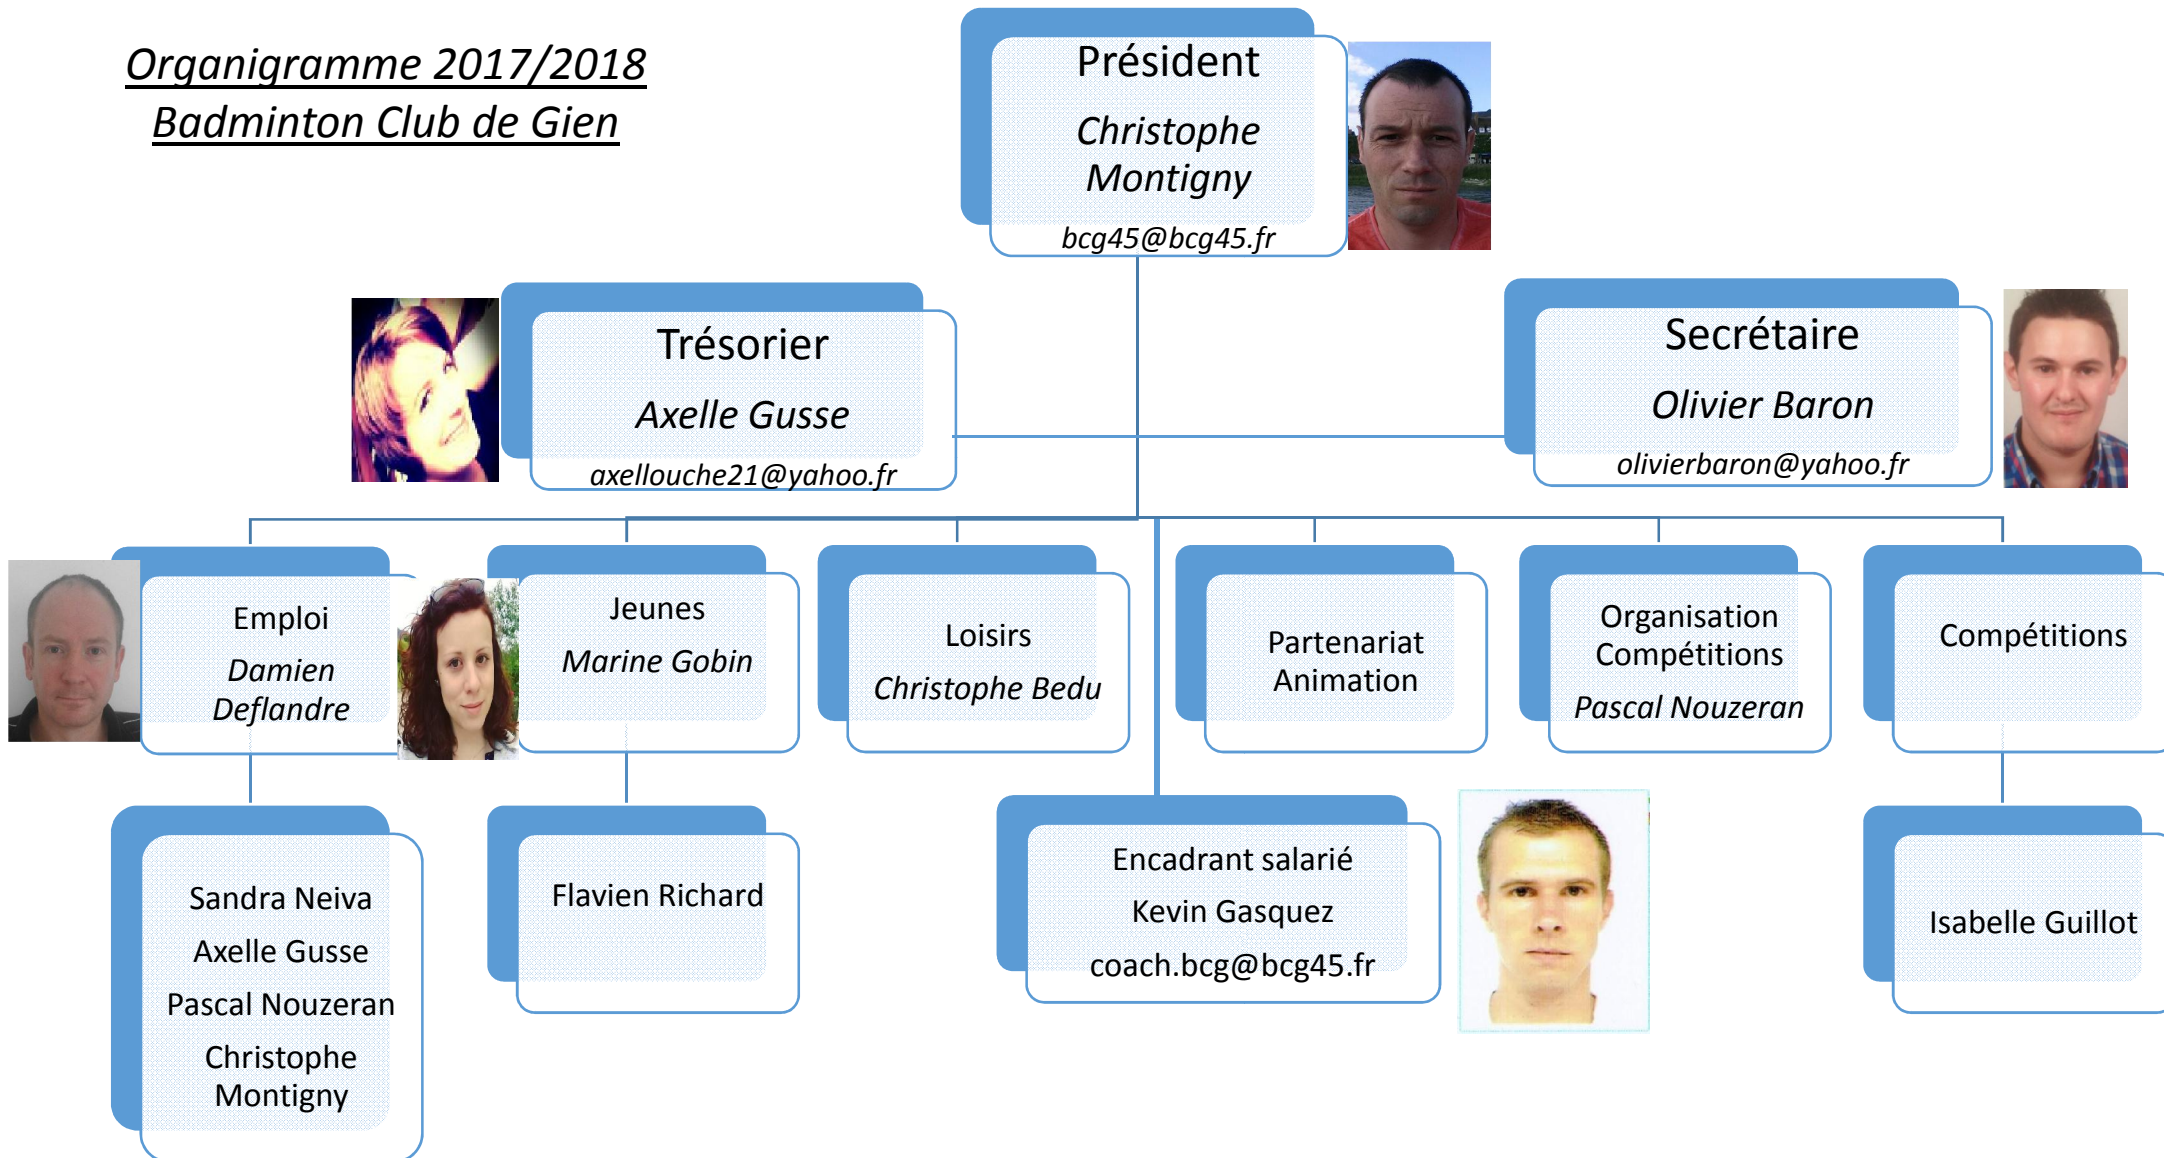 Organigramme 2017/2018
Badminton Club de Gien
Président
Christophe
Montigny
bcg45@bcg45.fr
Trésorier
Axelle Gusse
axellouche21@yahoo.fr
Secrétaire
Olivier Baron
olivierbaron@yahoo.fr
Emploi
Damien
Deflandre
Jeunes
Marine Gobin
Loisirs
Christophe Bedu
Partenariat
Animation
Organisation
Compétitions
Pascal Nouzeran
Compétitions
Sandra Neiva
Axelle Gusse
Pascal Nouzeran
Christophe
Montigny
Flavien Richard
Encadrant salarié
Kevin Gasquez
coach.bcg@bcg45.fr
Isabelle Guillot